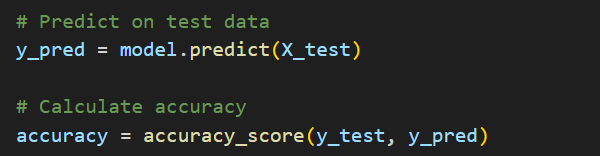 # Predict on test data
y_pred = model.predict(X_test)
# Calculate accuracy
accuracy = accuracy_score(y_test, y_pred)